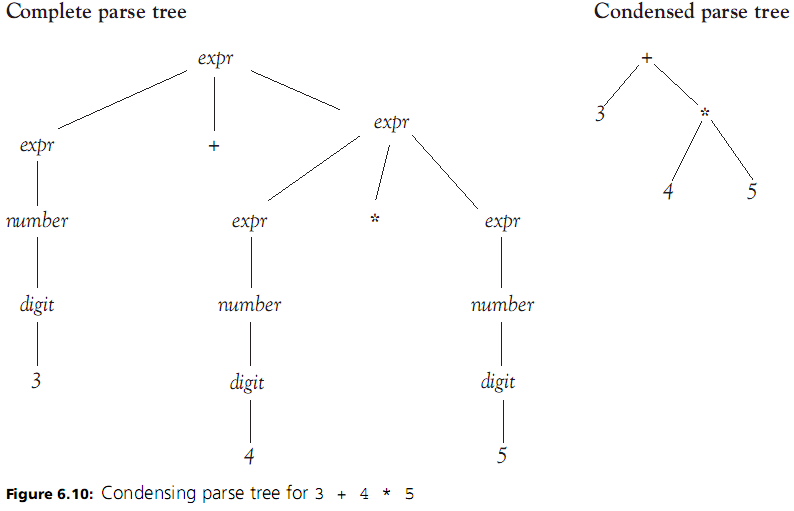 Complete parse tree
Condensed parse tree
expr
+
expr
3
*
expr
+
4
5
number
expr
*
expr
digit
number
number
3
digit
digit
4
5
Figure 6.10: Condensing parse tree for 3 + 4 * 5